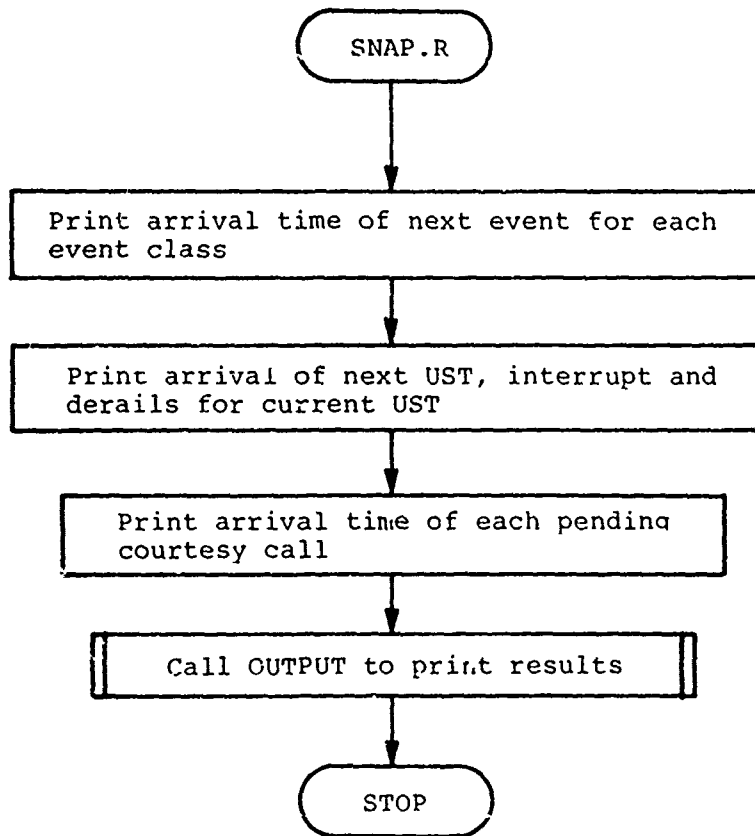 SNAP.R
Print arrival time of next event for each
event class
Print arrival of next UST, interrupt and
derails for current UST
Print arrival time of each pending
courtesy call
Call OUTPUT to print results
STOP